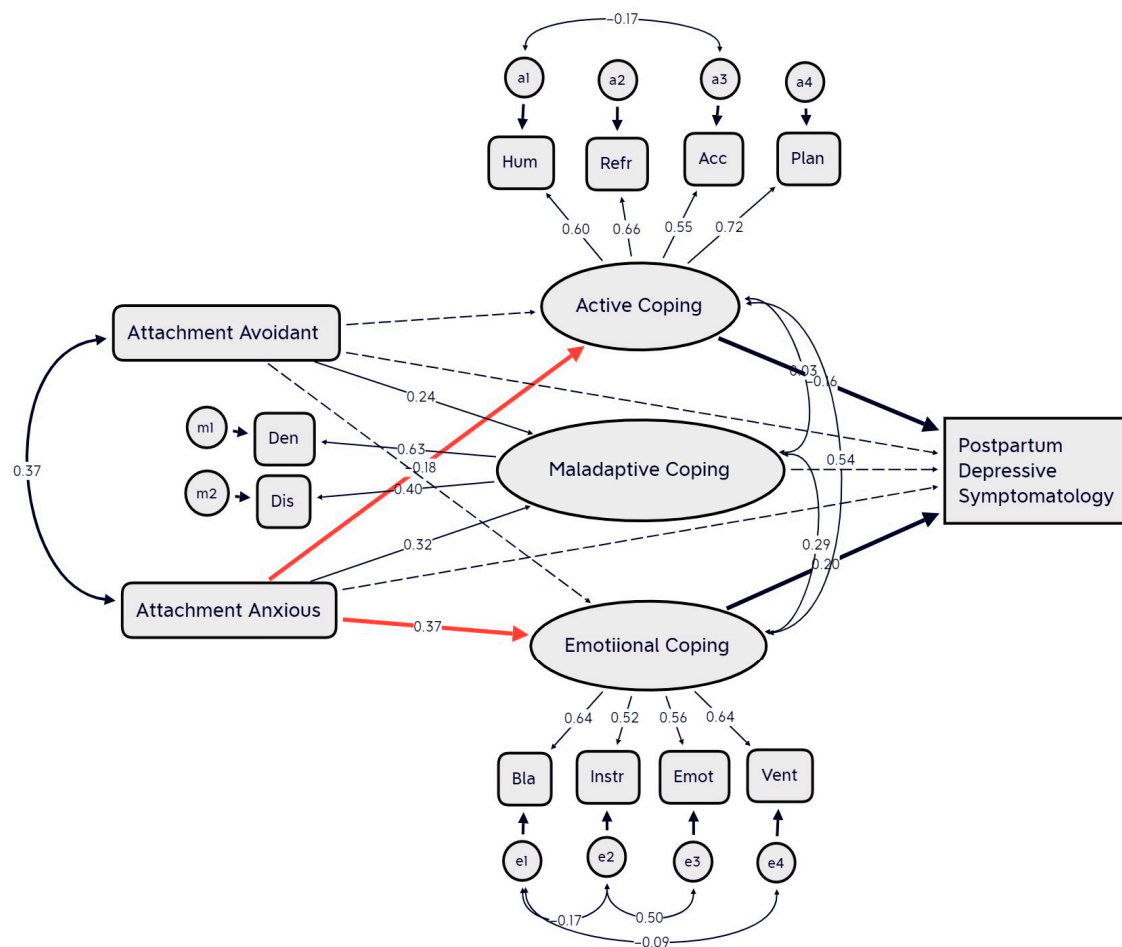 −0.17
a1
a2
a3
a4
Hum
Refr
Acc
Plan
0.60
0.66
0.55
0.72
Active Coping
Attachment Avoidant
0.03
−0.16
0.24
m1
Den
0.63
Postpartum
Depressive
Symptomatology
0.37
−0.18
Maladaptive Coping
0.54
m2
Dis
0.40
0.32
0.29
0.20
Attachment Anxious
0.37
Emotiional Coping
0.64
0.52
0.56
0.64
Bla
Instr
Emot
Vent
e1
e2
e3
e4
−0.17
0.50
−0.09